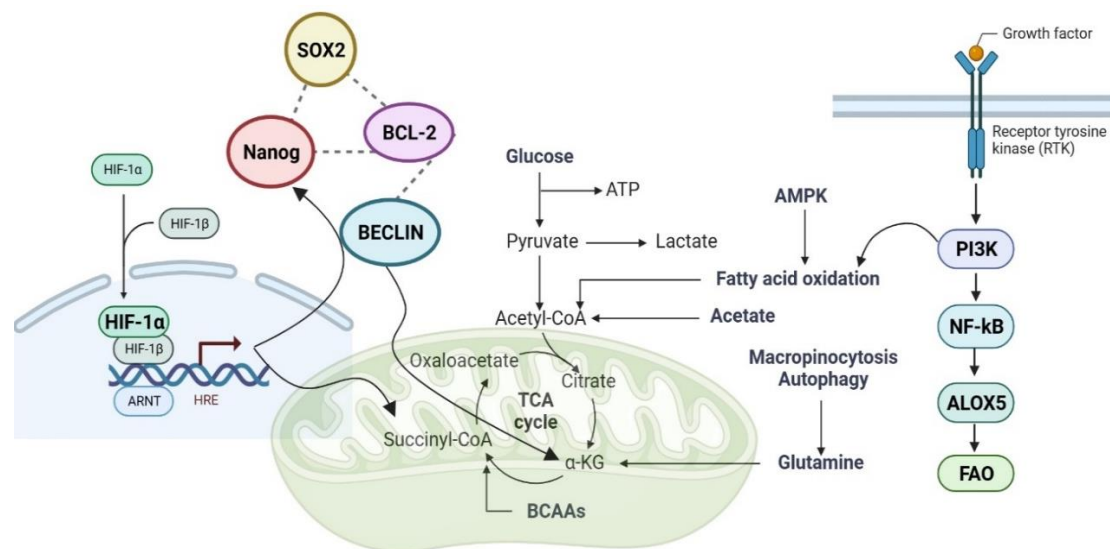 SOX2
Nanog
BCL-2
BECLIN
HIF-1α
HIF-1β
HIF-1α
HIF-1β
ARNT
HRE
Glucose
ATP
Pyruvate
Lactate
Acetyl-CoA
Oxaloacetate
Citrate
TCA
cycle
Succinyl-CoA
α-KG
BCAAs
AMPK
Fatty acid oxidation
Acetate
Macropinocytosis
Autophagy
Glutamine
Growth factor
Receptor tyrosine
kinase (RTK)
PI3K
NF-kB
ALOX5
FAO